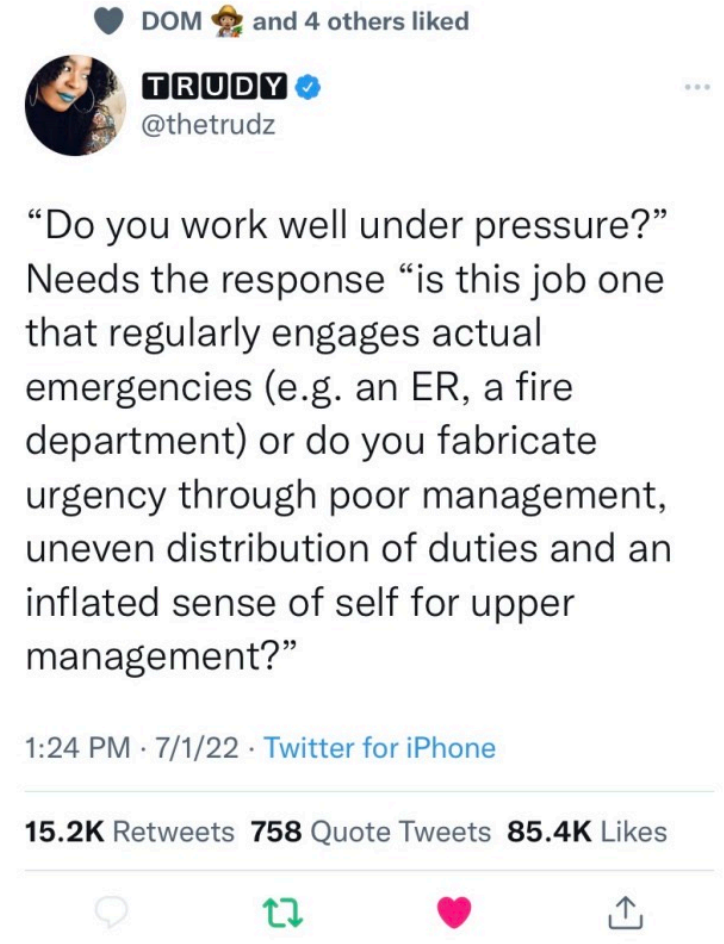 DOM and 4 others liked
TRUDY
@thetrudz
“Do you work well under pressure?”
Needs the response “is this job one
that regularly engages actual
emergencies (e.g. an ER, a fire
department) or do you fabricate
urgency through poor management,
uneven distribution of duties and an
inflated sense of self for upper
management?”
1:24 PM · 7/1/22 · Twitter for iPhone
15.2K Retweets 758 Quote Tweets 85.4K Likes